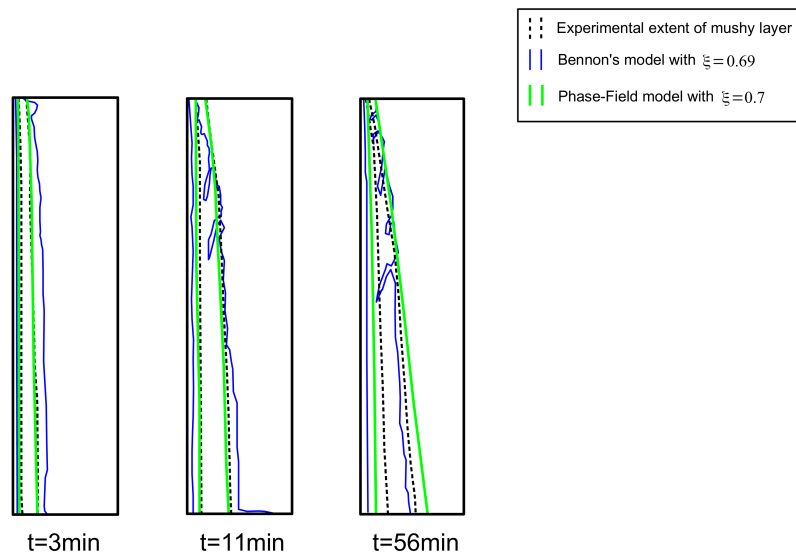 Experimental extent of mushy layer
Bennon's model with ξ=0.69
Phase-Field model with ξ=0.7
t=3min
t=11min
t=56min